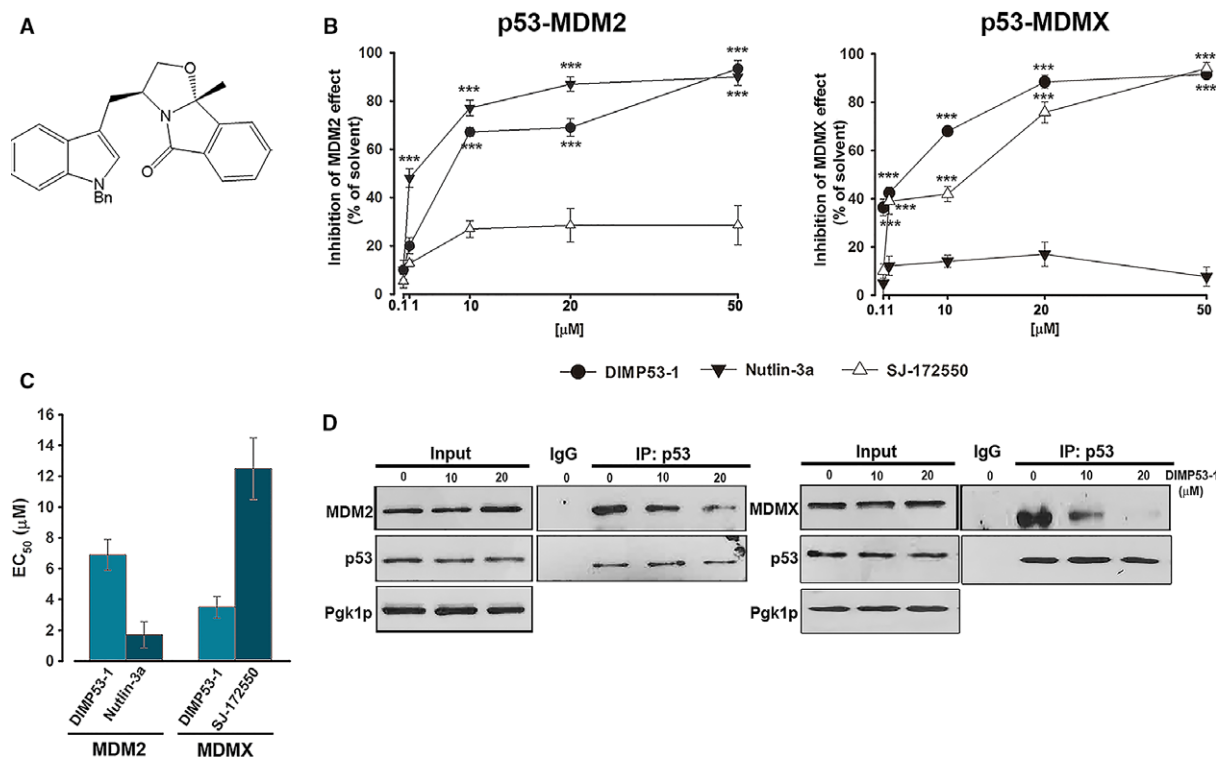 A
O
N
O
N
Bn
B
p53-MDM2
Inhibition of MDM2 effect
(% of solvent)
100
80
60
40
20
0
***
***
***
***
***
***
***
0.1 1 10 20 50
[µM]
p53-MDMX
Inhibition of MDMX effect
(% of solvent)
100
80
60
40
20
0
***
***
***
***
***
***
***
***
***
***
0.1 1 10 20 50
[µM]
DIMP53-1 Nutlin-3a SJ-172550
C
EC50 (µM)
16
14
12
10
8
6
4
2
0
DIMP53-1
Nutlin-3a
DIMP53-1
SJ-172550
MDM2 MDMX
D
Input IgG IP: p53
0 10 20 0 0 10 20
MDM2
p53
Pgk1p
Input IgG IP: p53
0 10 20 0 0 10 20 DIMP53-1
(µM)
MDMX
p53
Pgk1p